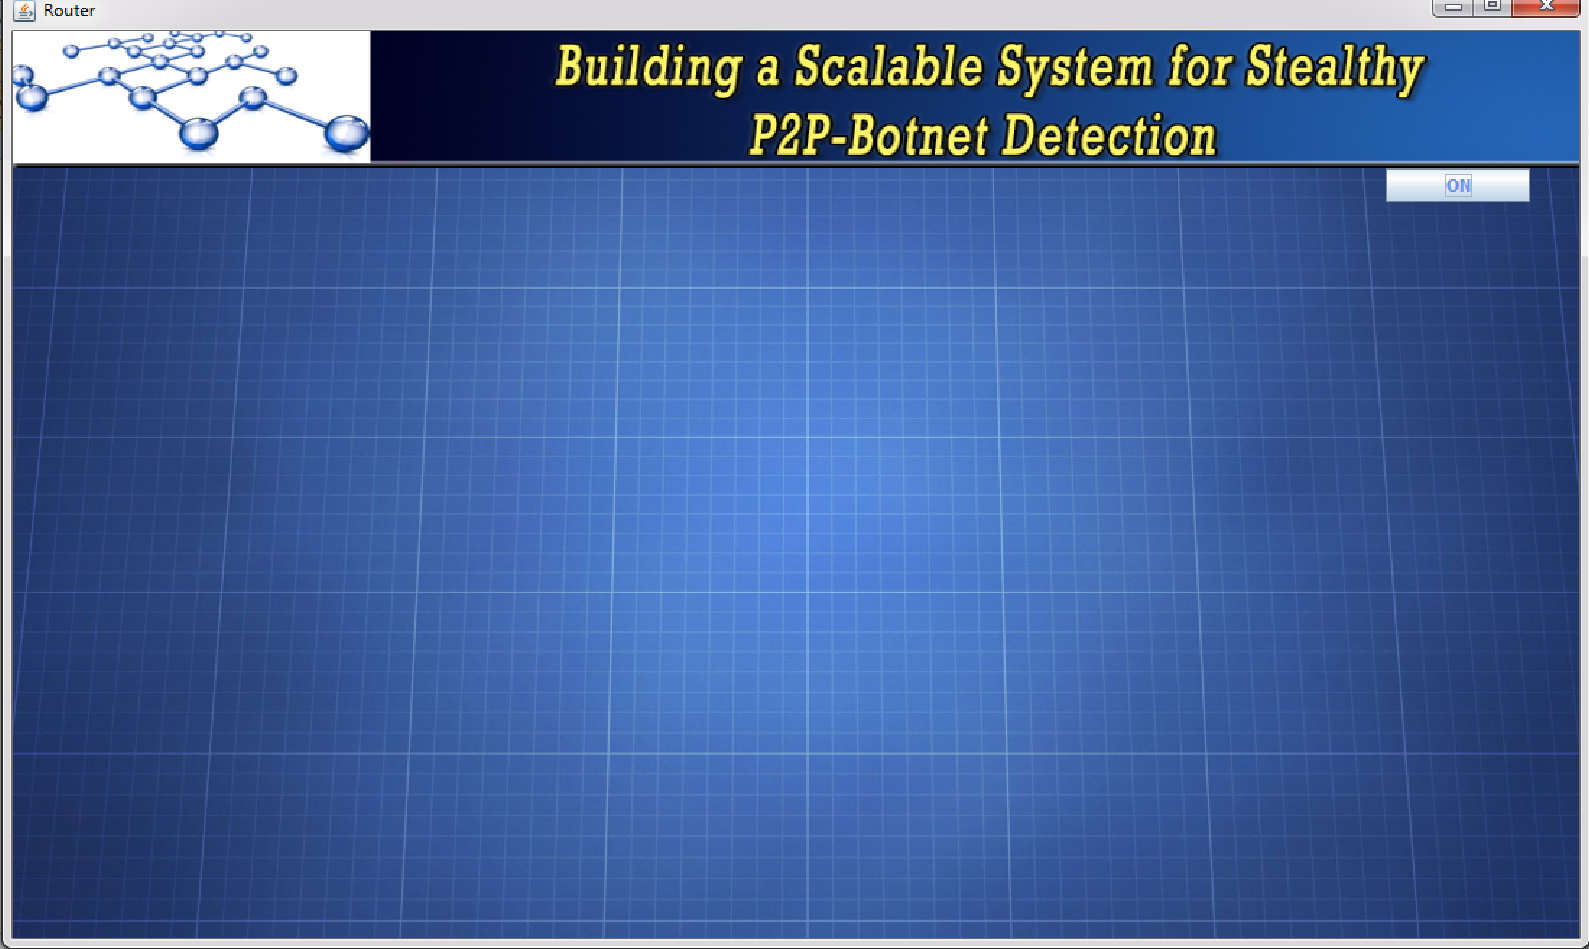 Router
Building a Scalable System for Stealthy
P2P-Botnet Detection
ON